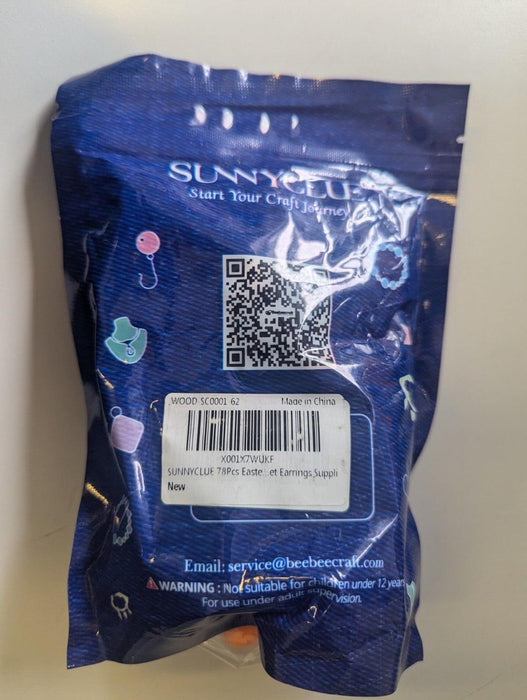 SUNNYCLUE
Start Your Craft Journey
Beebeecraft
WOOD-SC0001-62 Made in China
X001X7WUKF
SUNNYCLUE 78Pcs Easte...et Earrings Suppli
New
Email: service@beebeecraft.com
WARNING : Not suitable for children under 12 years
For use under adult supervision.